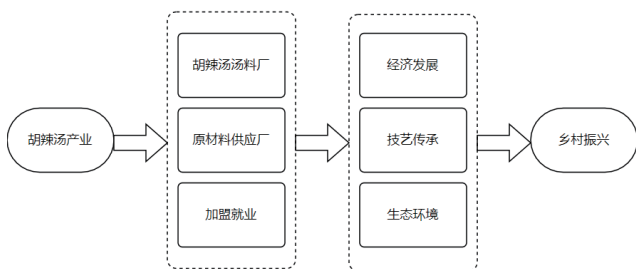 胡辣汤产业
胡辣汤汤料厂
原材料供应厂
加盟就业
经济发展
技艺传承
生态环境
乡村振兴